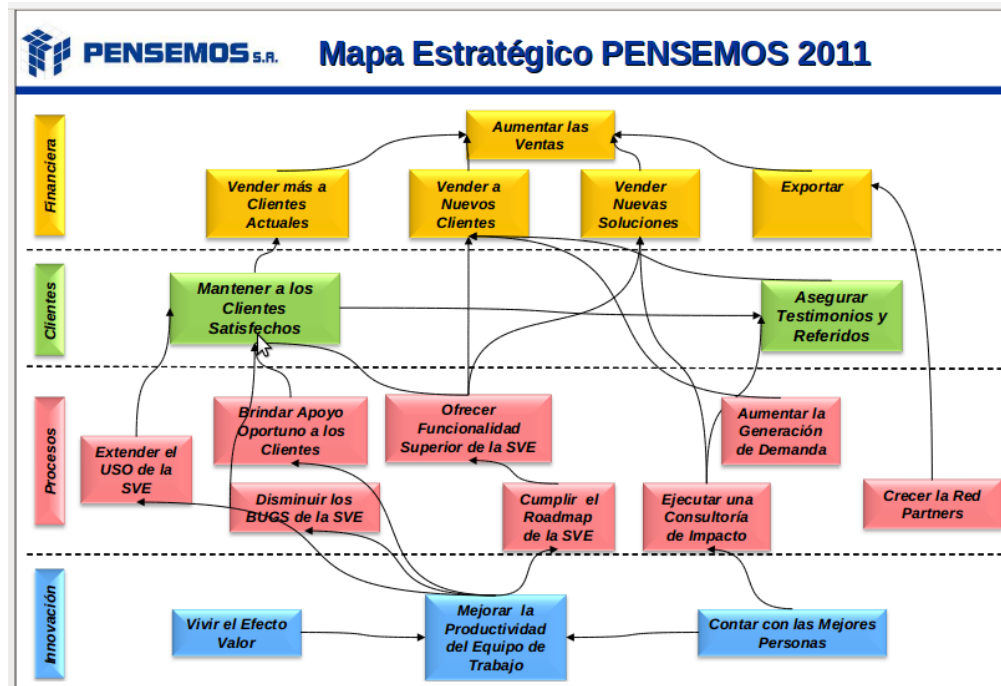 PENSEMOS S.A.
Mapa Estratégico PENSEMOS 2011
Financiera
Aumentar las
Ventas
Vender más a
Clientes
Actuales
Vender a
Nuevos
Clientes
Vender
Nuevas
Soluciones
Exportar
Clientes
Mantener a los
Clientes
Satisfechos
Asegurar
Testimonios y
Referidos
Procesos
Extender el
USO de la
SVE
Brindar Apoyo
Oportuno a los
Clientes
Disminuir los
BUGS de la SVE
Ofrecer
Funcionalidad
Superior de la SVE
Cumplir el
Roadmap
de la SVE
Ejecutar una
Consultoría
de Impacto
Aumentar la
Generación
de Demanda
Crecer la Red
Partners
Innovación
Vivir el Efecto
Valor
Mejorar la
Productividad
del Equipo de
Trabajo
Contar con las Mejores
Personas